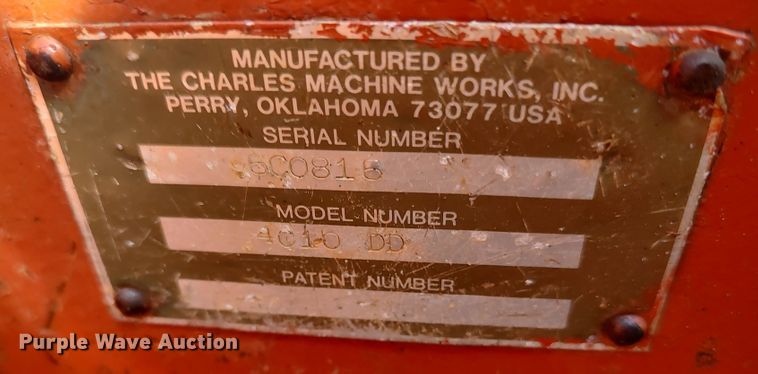 MANUFACTURED BY
THE CHARLES MACHINE WORKS, INC.
PERRY, OKLAHOMA 73077 USA
SERIAL NUMBER
MODEL NUMBER
4010 DD
PATENT NUMBER
Purple Wave Auction